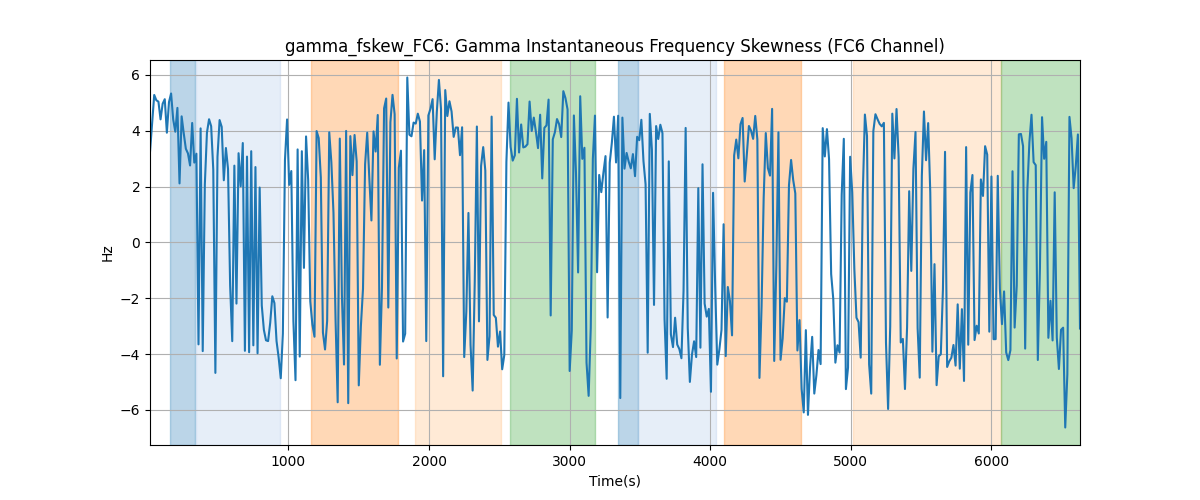 gamma_fskew_FC6: Gamma Instantaneous Frequency Skewness (FC6 Channel)
6
4
2
0
−2
−4
−6
Hz
1000 2000 3000 4000 5000 6000
Time(s)